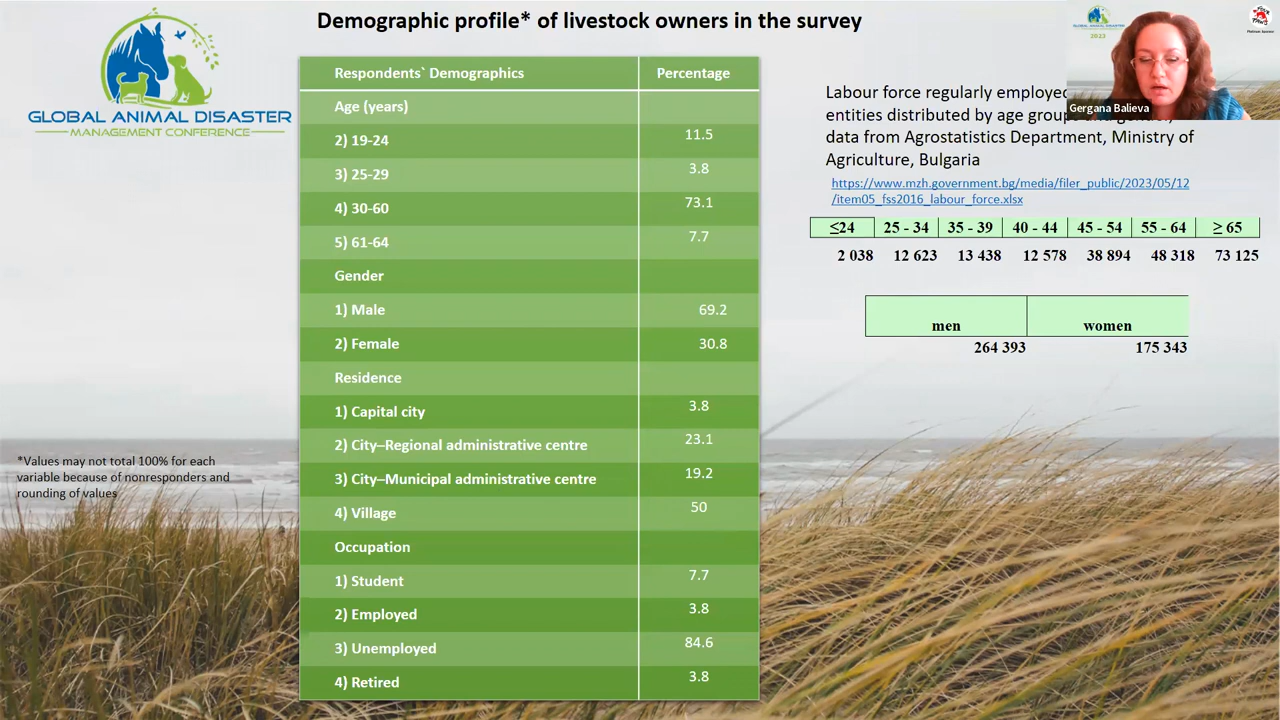 Demographic profile* of livestock owners in the survey
GLOBAL ANIMAL DISASTER
MANAGEMENT CONFERENCE
Respondents` Demographics Percentage
Age (years)
2) 19-24 11.5
3) 25-29 3.8
4) 30-60 73.1
5) 61-64 7.7
Gender
1) Male 69.2
2) Female 30.8
Residence
1) Capital city 3.8
2) City–Regional administrative centre 23.1
3) City–Municipal administrative centre 19.2
4) Village 50
Occupation
1) Student 7.7
2) Employed 3.8
3) Unemployed 84.6
4) Retired 3.8
*Values may not total 100% for each
variable because of nonresponders and
rounding of values
Labour force regularly employed
entities distributed by age groups
data from Agrostatistics Department, Ministry of
Agriculture, Bulgaria
https://www.mzh.government.bg/media/filer_public/2023/05/12
/item05_fss2016_labour_force.xlsx
≤24 25 - 34 35 - 39 40 - 44 45 - 54 55 - 64 ≥ 65
2 038 12 623 13 438 12 578 38 894 48 318 73 125
men women
264 393 175 343
GLOBAL ANIMAL DISASTER
2023
Gergana Balieva